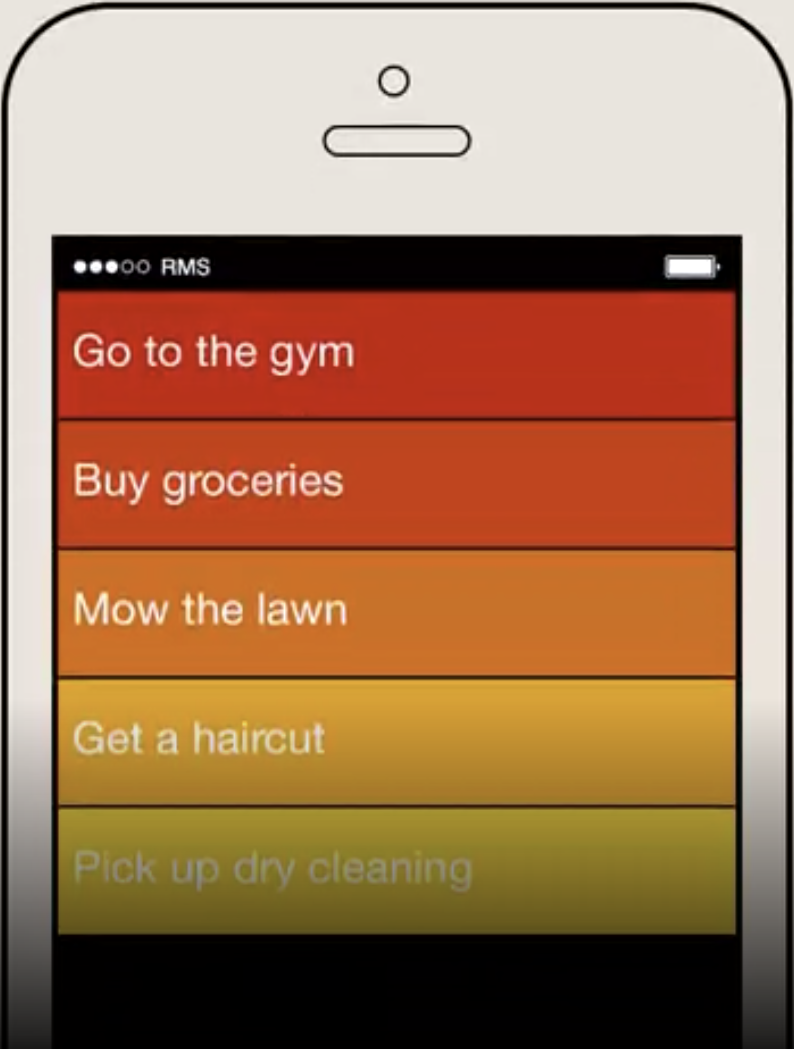 RMS
Go to the gym
Buy groceries
Mow the lawn
Get a haircut
Pick up dry cleaning